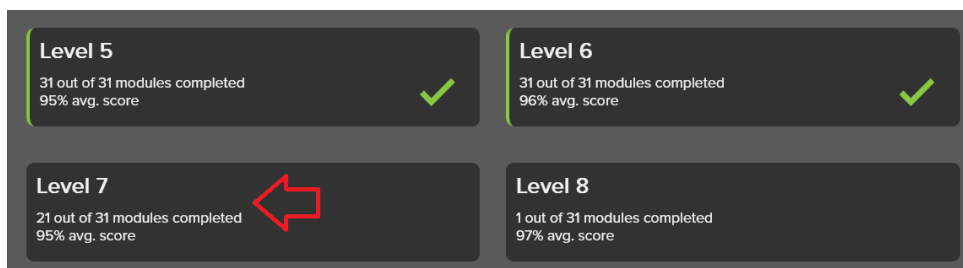 Level 5
31 out of 31 modules completed
95% avg. score
Level 6
31 out of 31 modules completed
96% avg. score
Level 7
21 out of 31 modules completed
95% avg. score
Level 8
1 out of 31 modules completed
97% avg. score